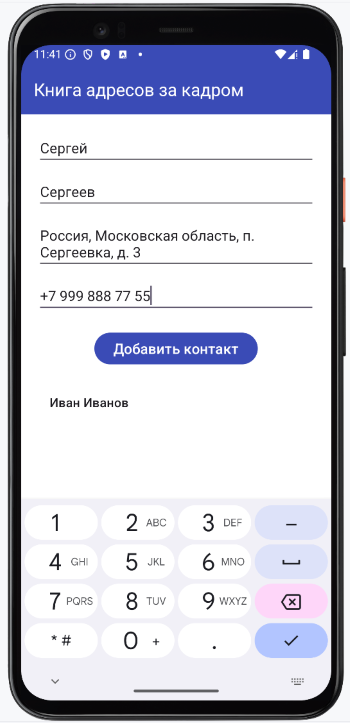 11:41
Книга адресов за кадром
Сергей
Сергеев
Россия, Московская область, п.
Сергеевка, д. 3
+7 999 888 77 55
Добавить контакт
Иван Иванов
1 2 ABC 3 DEF –
4 GHI 5 JKL 6 MNO
7 PQRS 8 TUV 9 WXYZ
* # 0 + .